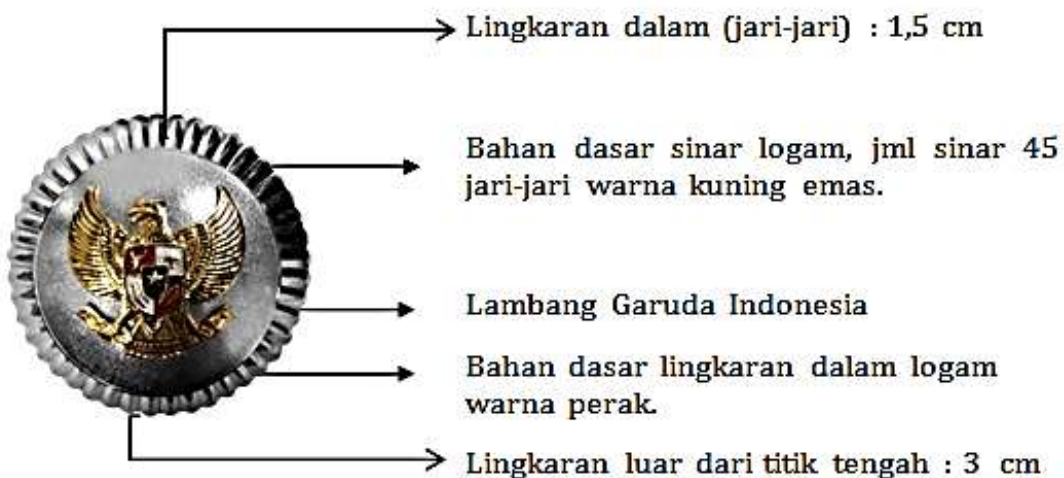 Lingkaran dalam (jari-jari) : 1,5 cm
Bahan dasar sinar logam, jml sinar 45
jari-jari warna kuning emas.
Lambang Garuda Indonesia
Bahan dasar lingkaran dalam logam
warna perak.
Lingkaran luar dari titik tengah : 3 cm